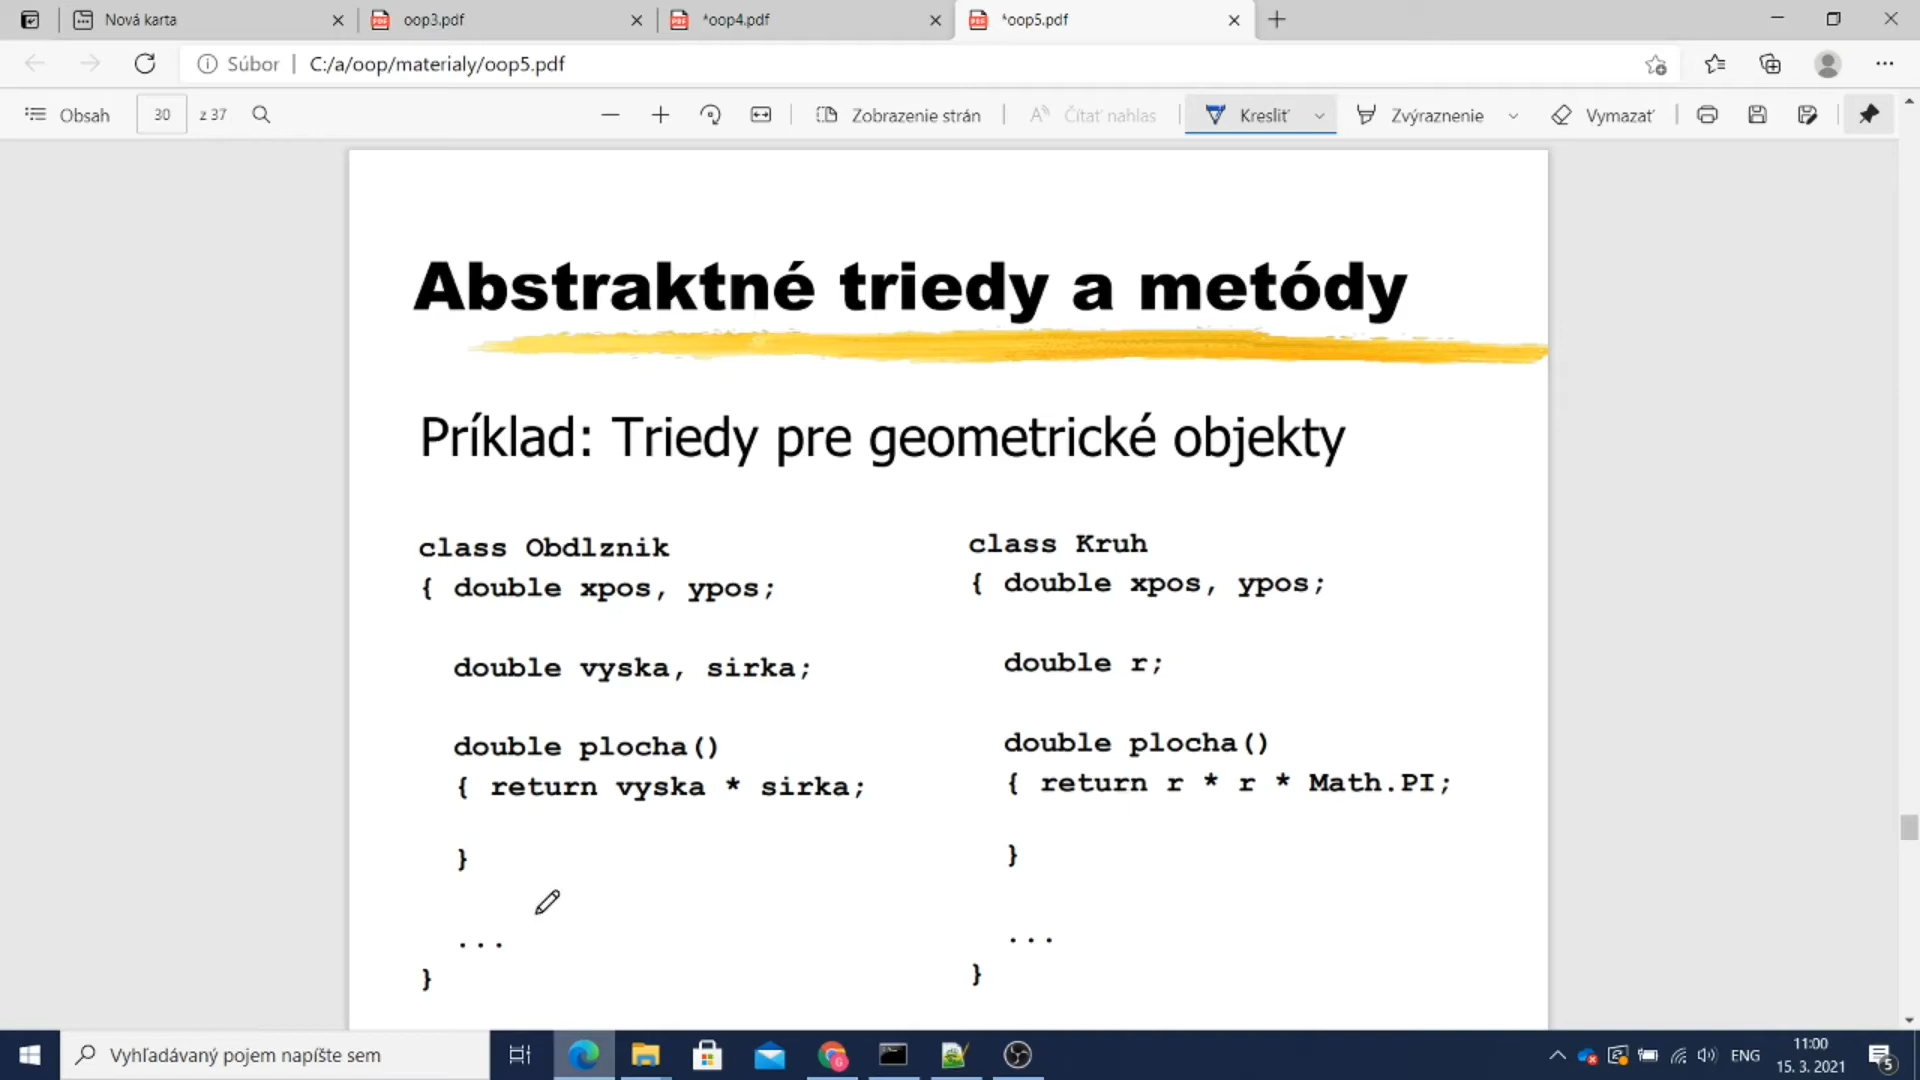 Nová karta
oop3.pdf
*oop4.pdf
*oop5.pdf
Súbor
C:/a/oop/materialy/oop5.pdf
Obsah
30
z 37
Zobrazenie strán
Čítať nahlas
Kresliť
Zvýraznenie
Vymazať
Abstraktné triedy a metódy
Príklad: Triedy pre geometrické objekty
class Obdlznik
{ double xpos, ypos;
double vyska, sirka;
double plocha()
{ return vyska * sirka;
}
...
}
class Kruh
{ double xpos, ypos;
double r;
double plocha()
{ return r * r * Math.PI;
}
...
}
Vyhľadávaný pojem napíšte sem
ENG
11:00
15. 3. 2021
5